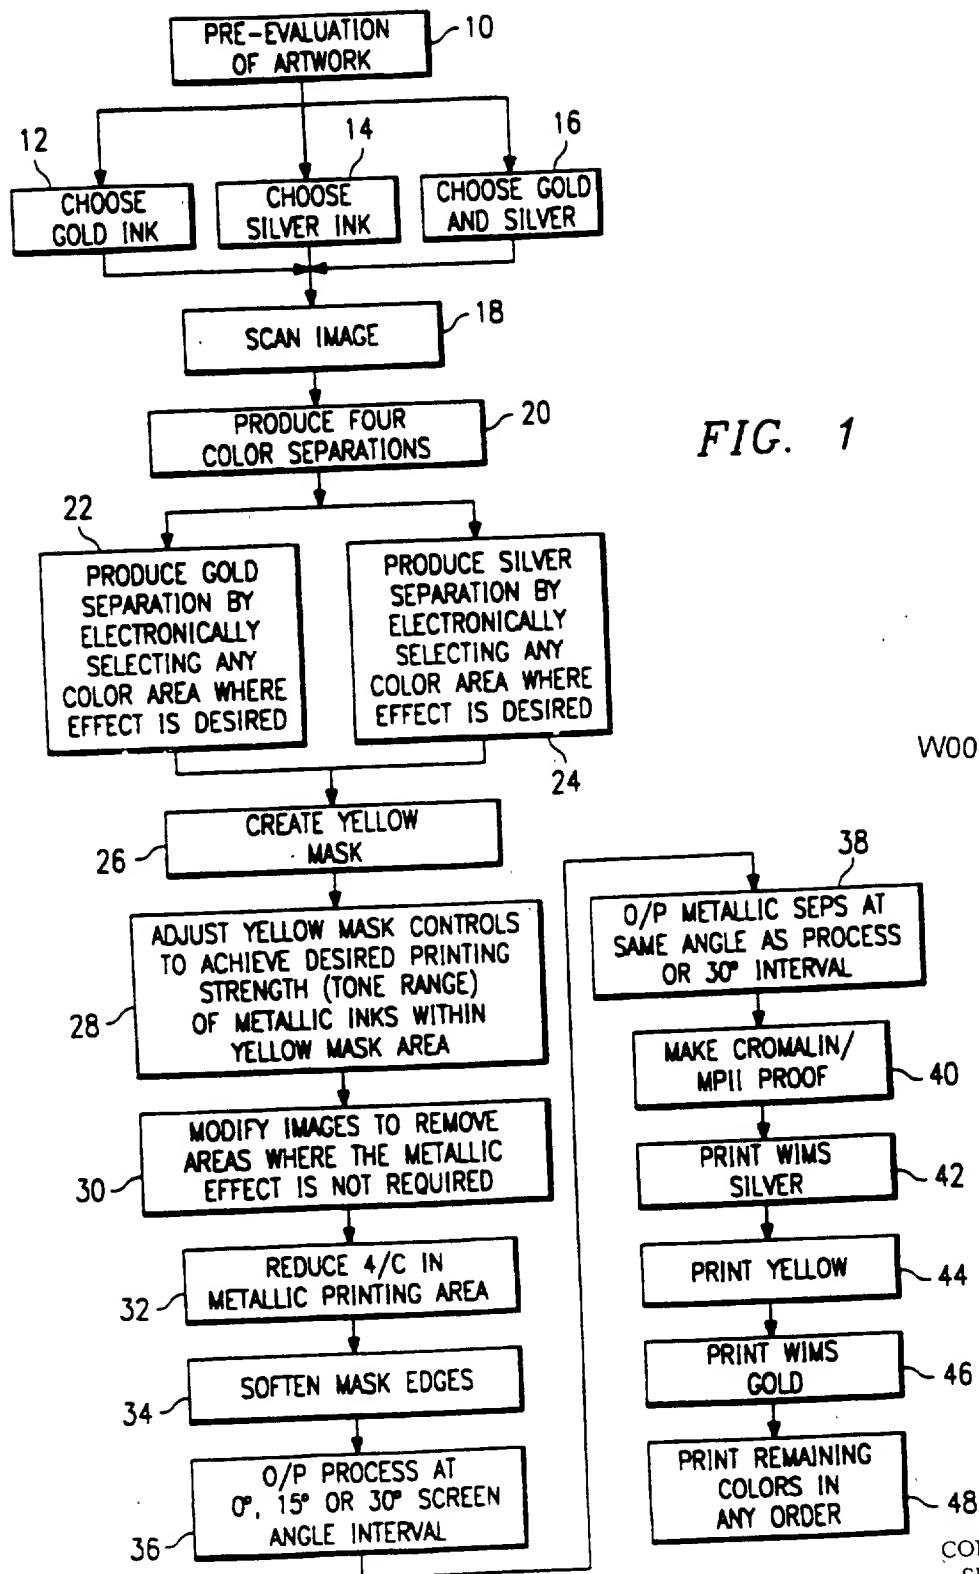 PRE-EVALUATION
OF ARTWORK
10
12
14
16
CHOOSE
GOLD INK
CHOOSE
SILVER INK
CHOOSE GOLD
AND SILVER
SCAN IMAGE
18
PRODUCE FOUR
COLOR SEPARATIONS
20
FIG. 1
22
PRODUCE GOLD
SEPARATION BY
ELECTRONICALLY
SELECTING ANY
COLOR AREA WHERE
EFFECT IS DESIRED
PRODUCE SILVER
SEPARATION BY
ELECTRONICALLY
SELECTING ANY
COLOR AREA WHERE
EFFECT IS DESIRED
24
CREATE YELLOW
MASK
26
ADJUST YELLOW MASK CONTROLS
TO ACHIEVE DESIRED PRINTING
STRENGTH (TONE RANGE)
OF METALLIC INKS WITHIN
YELLOW MASK AREA
28
MODIFY IMAGES TO REMOVE
AREAS WHERE THE METALLIC
EFFECT IS NOT REQUIRED
30
REDUCE 4/C IN
METALLIC PRINTING AREA
32
SOFTEN MASK EDGES
34
O/P PROCESS AT
0°, 15° OR 30° SCREEN
ANGLE INTERVAL
36
38
O/P METALLIC SEPS AT
SAME ANGLE AS PROCESS
OR 30° INTERVAL
MAKE CROMALIN/
MPII PROOF
40
PRINT WIMS
SILVER
42
PRINT YELLOW
44
PRINT WIMS
GOLD
46
PRINT REMAINING
COLORS IN
ANY ORDER
48